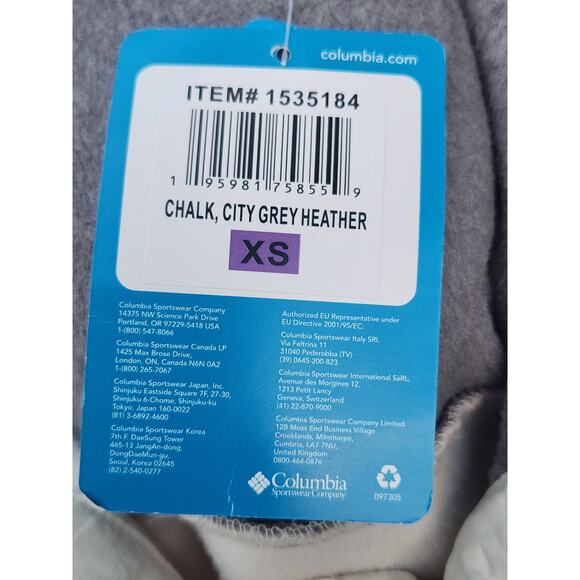 columbia.com
ITEM# 1535184
1 95981 75855 9
CHALK, CITY GREY HEATHER
XS
Columbia Sportswear Company
14375 NW Science Park Drive
Portland, OR 97229-5418 USA
1-(800) 547-8066
Columbia Sportswear Canada LP
1425 Max Brose Drive,
London, ON, Canada N6N 0A2
1-(800) 265-7067
Columbia Sportswear Japan, Inc.
Shinjuku Eastside Square 7F, 27-30,
Shinjuku 6-Chome, Shinjuku-ku
Tokyo, Japan 160-0022
(81) 3-6892-4600
Columbia Sportswear Korea
7th F. DaeSung Tower
465-13 JangAn-dong,
DongDaeMun-gu,
Seoul, Korea 02645
(82) 2-540-0277
Authorized EU Representative under
EU Directive 2001/95/EC:
Columbia Sportswear Italy SRL
Via Feltrina 11
31040 Pederobba (TV)
(39) 0645-200-823
Columbia Sportswear International SàRL,
Avenue des Morgines 12,
1213 Petit Lancy
Geneva, Switzerland
(41) 22-870-9000
Columbia Sportswear Company Limited
12B Moss End Business Village
Crooklands, Milnthorpe,
Cumbria, LA7 7NU,
United Kingdom
0800-464-0876
Columbia
Sportswear Company
097305